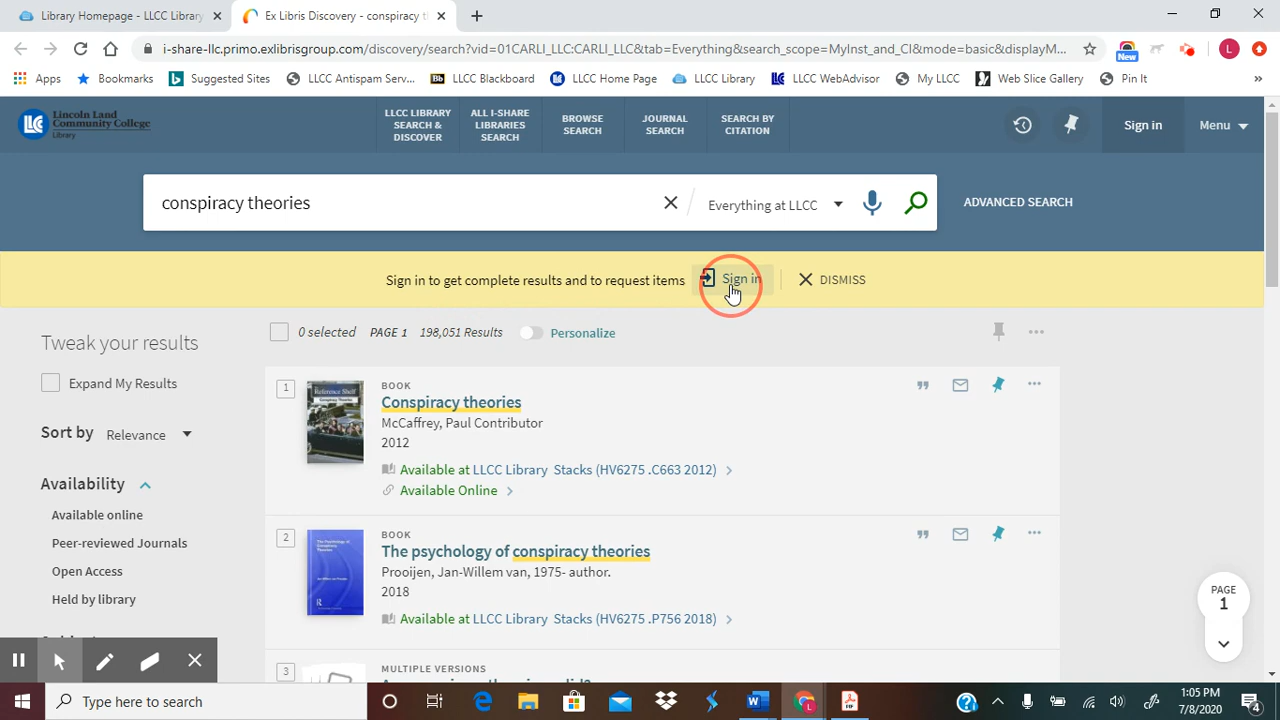 Library Homepage - LLCC Library
Ex Libris Discovery - conspiracy t
i-share-llc.primo.exlibrisgroup.com/discovery/search?vid=01CARLI_LLC:CARLI_LLC&tab=Everything&search_scope=MyInst_and_CI&mode=basic&displayM...
New
L
Apps
Bookmarks
Suggested Sites
LLCC Antispam Serv...
Bb
LLCC Blackboard
LLCC Home Page
LLCC Library
LLCC WebAdvisor
My LLCC
Web Slice Gallery
Pin It
»
LLC
Lincoln Land
Community College
Library
LLCC LIBRARY
SEARCH &
DISCOVER
ALL I-SHARE
LIBRARIES
SEARCH
BROWSE
SEARCH
JOURNAL
SEARCH
SEARCH BY
CITATION
Sign in
Menu
conspiracy theories
Everything at LLCC
ADVANCED SEARCH
Sign in to get complete results and to request items
Sign in
DISMISS
Tweak your results
0 selected PAGE 1 198,051 Results
Personalize
Expand My Results
Sort by Relevance
Availability
Available online
Peer-reviewed Journals
Open Access
Held by library
1
Reference Shelf
Conspiracy Theories
BOOK
Conspiracy theories
McCaffrey, Paul Contributor
2012
Available at LLCC Library Stacks (HV6275 .C663 2012)
Available Online
2
BOOK
The psychology of conspiracy theories
Prooijen, Jan-Willem van, 1975- author.
2018
Available at LLCC Library Stacks (HV6275 .P756 2018)
3
MULTIPLE VERSIONS
PAGE
1
Type here to search
1:05 PM
7/8/2020
4